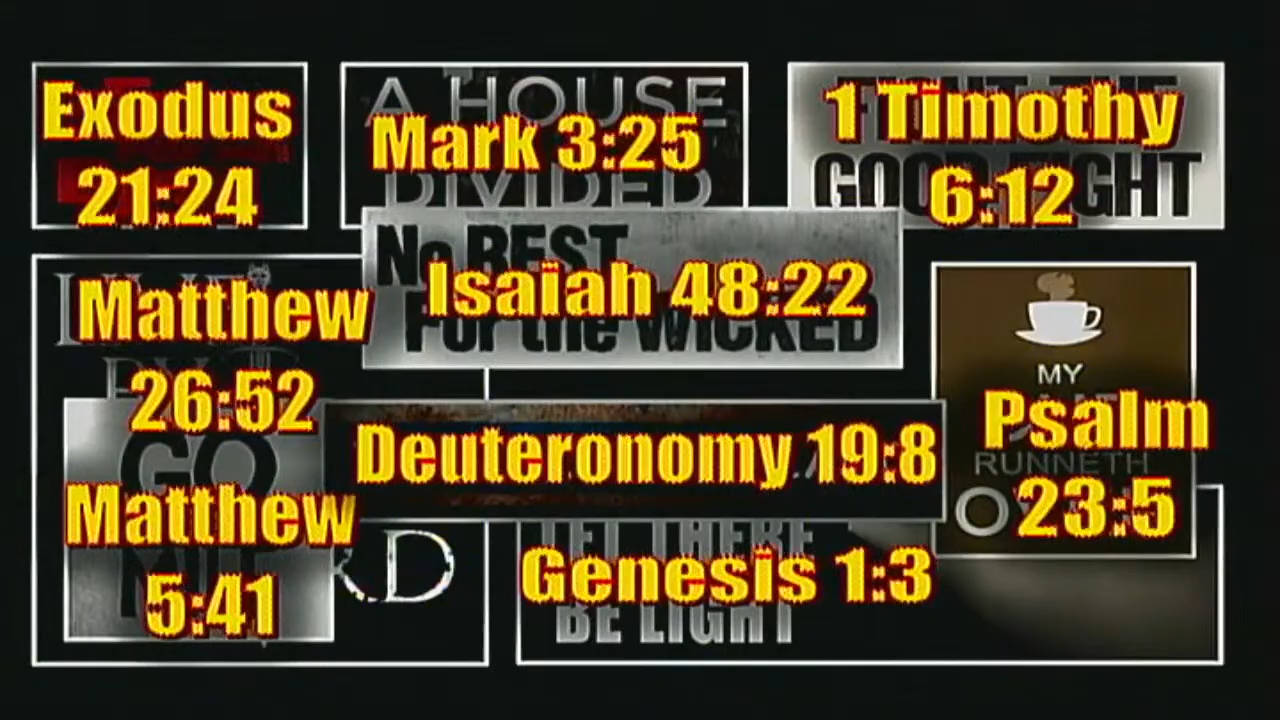 Exodus
21:24
A HOUSE
Mark 3:25
DIVIDED
1 Timothy
GOOD FIGHT
6:12
No REST
Isaiah 48:22
For the WICKED
Matthew
26:52
GO
Matthew
5:41
Deuteronomy 19:8
MY
Psalm
RUNNETH
23:5
LET THERE
Genesis 1:3
BE LIGHT